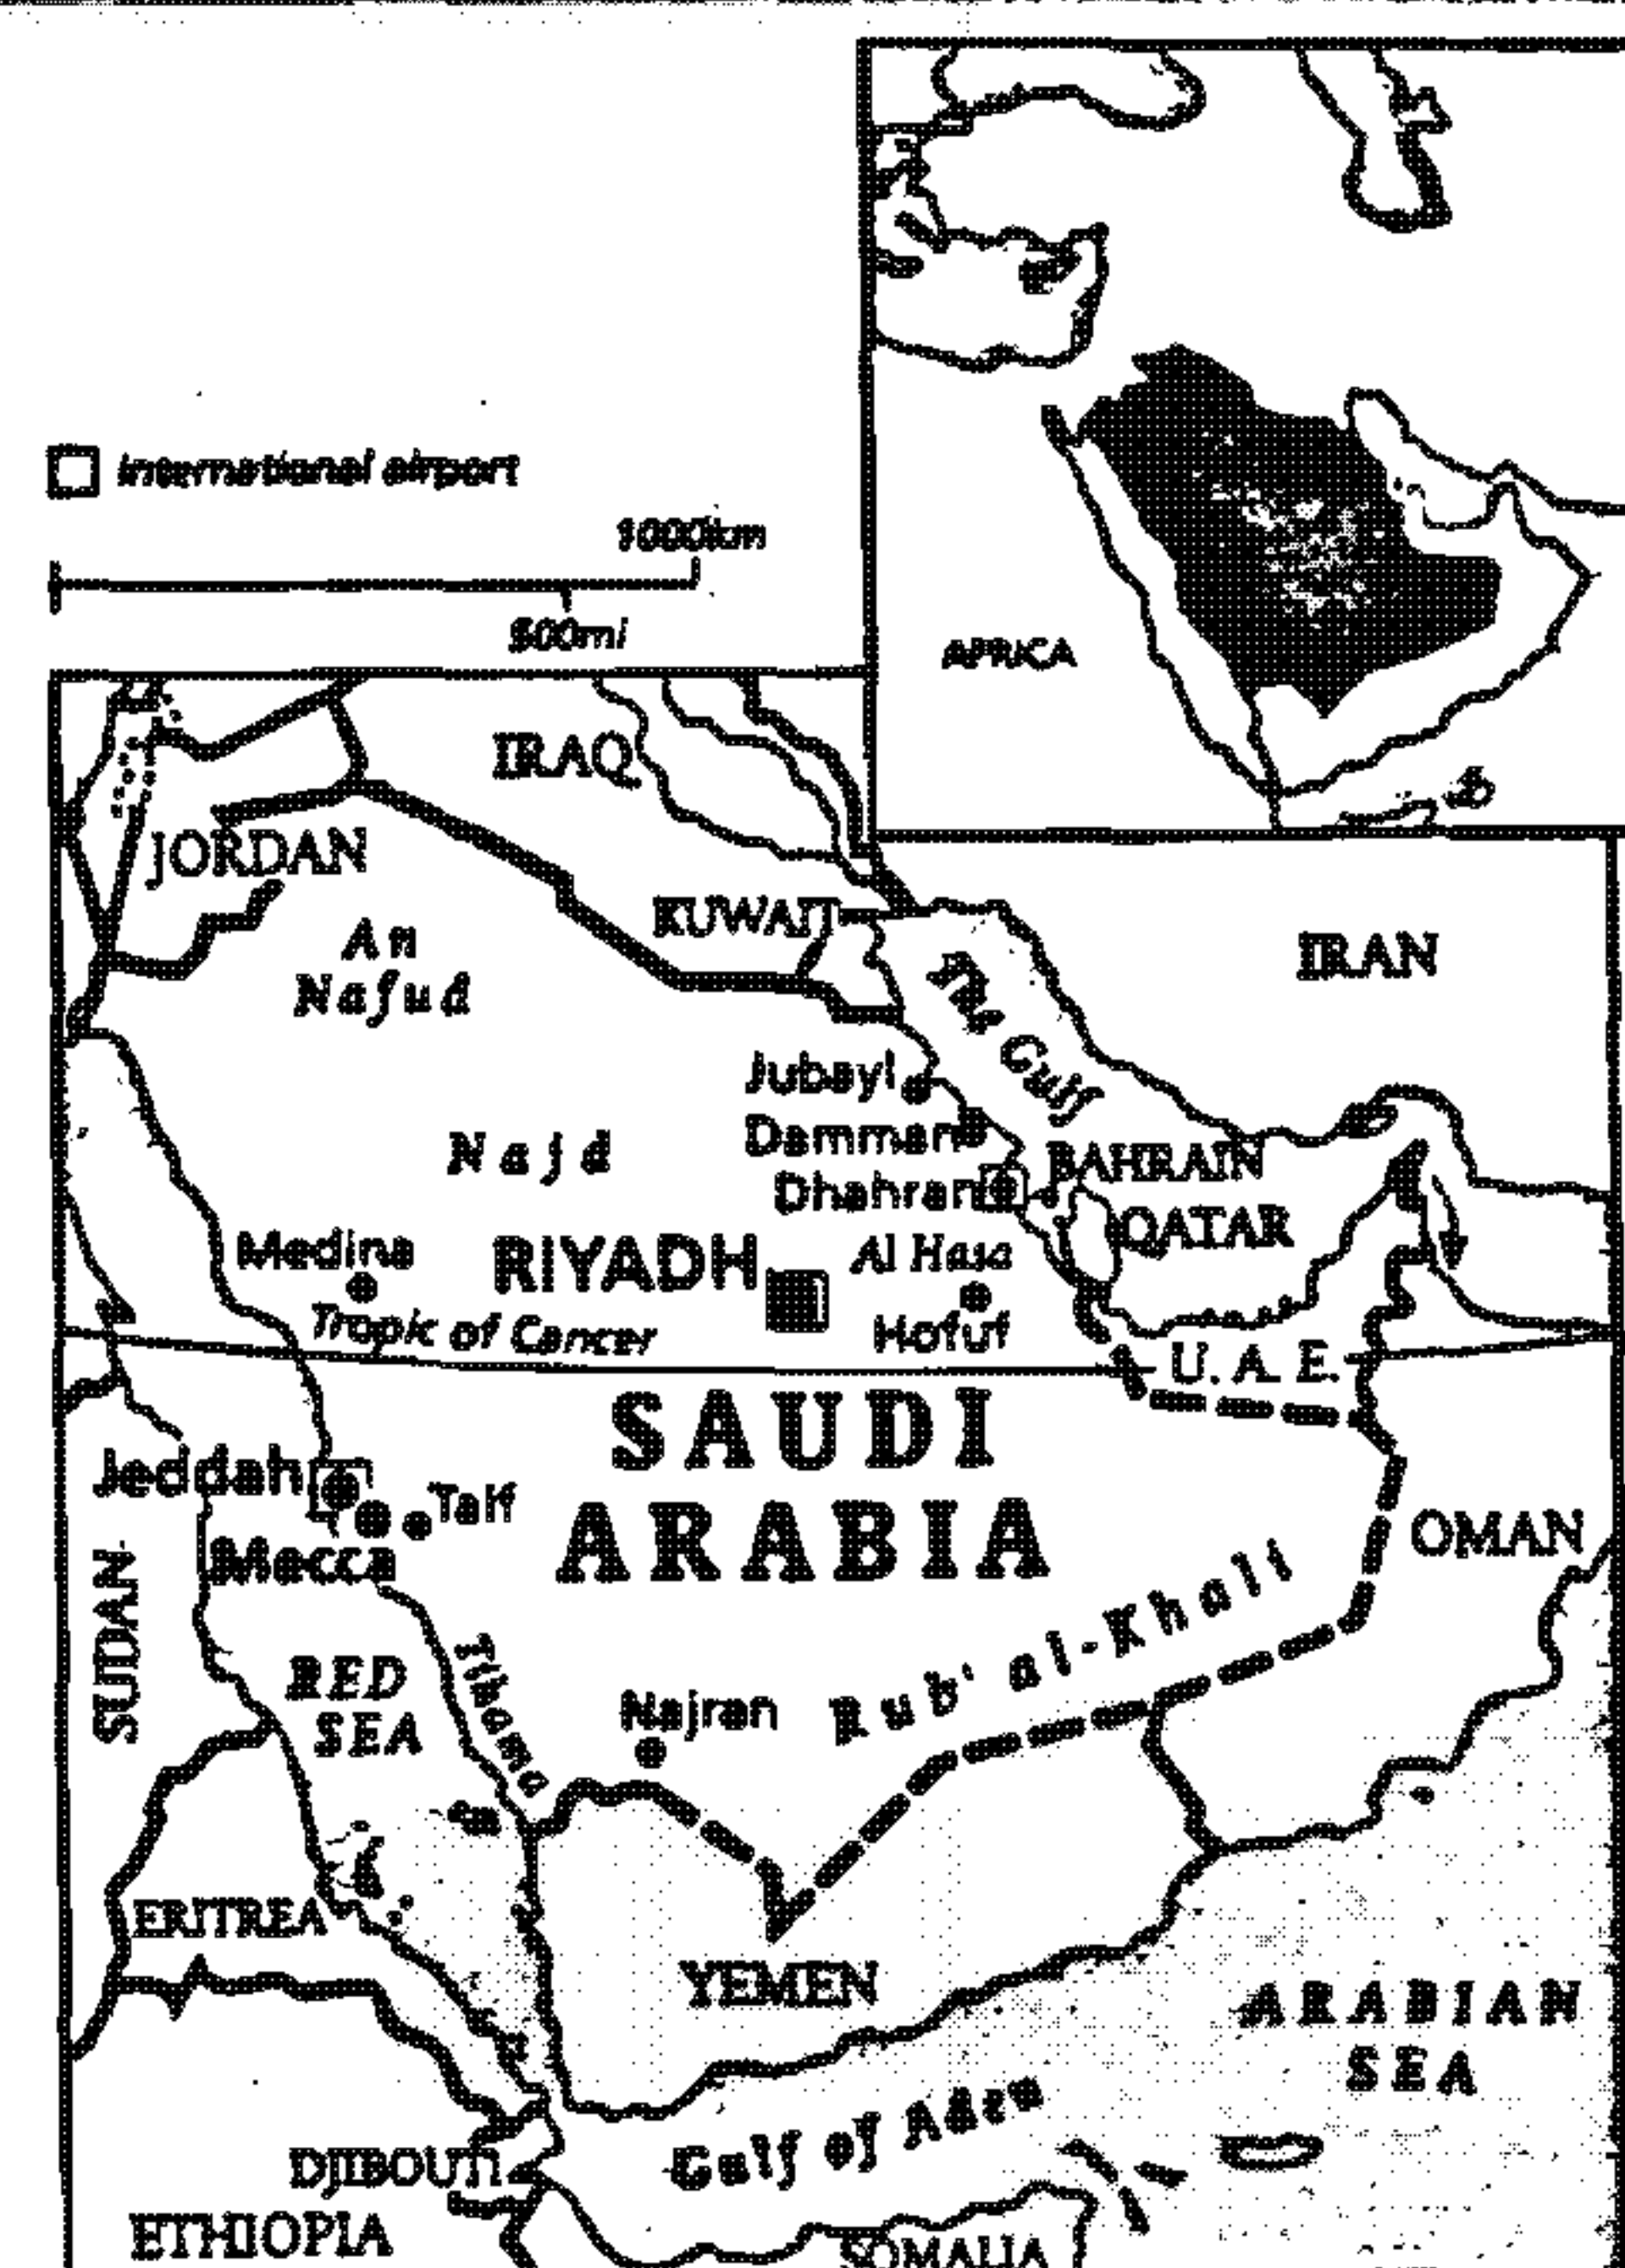 International airport
1000km
500mi
AFRICA
IRAQ
JORDAN
KUWAIT
IRAN
An
Nafud
The Gulf
Jubayl
Dammam
Najd
BAHRAIN
Dhahran
QATAR
Medina
RIYADH
Al Hasa
Tropic of Cancer
Hofuf
U. A. E.
SAUDI
ARABIA
Jeddah
Taif
Mecca
OMAN
SUDAN
RED
SEA
Tihama
Najran
Rub' al-Khali
ERITREA
YEMEN
ARABIAN
SEA
Gulf of Aden
DJIBOUTI
ETHIOPIA
SOMALIA